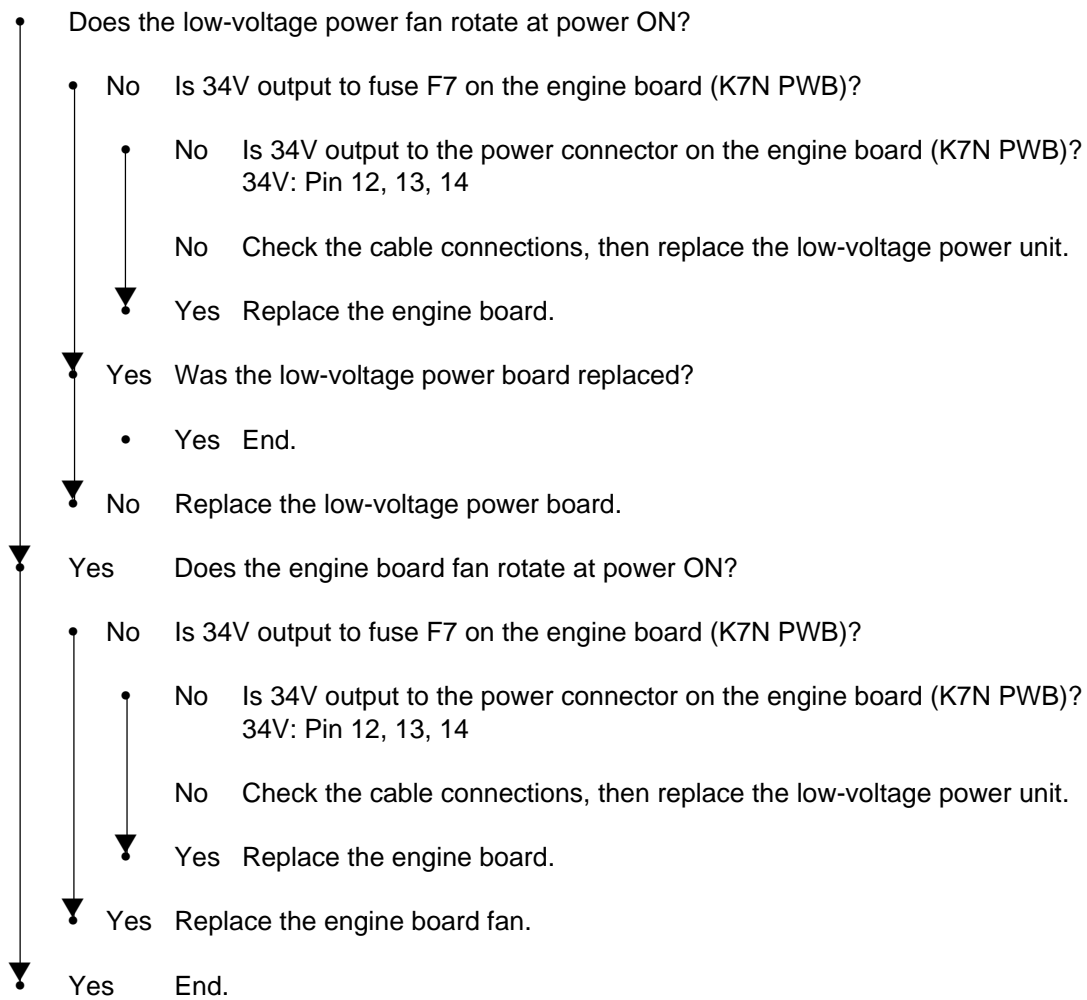 Does the low-voltage power fan rotate at power ON?
No Is 34V output to fuse F7 on the engine board (K7N PWB)?
No Is 34V output to the power connector on the engine board (K7N PWB)?
34V: Pin 12, 13, 14
No Check the cable connections, then replace the low-voltage power unit.
Yes Replace the engine board.
Yes Was the low-voltage power board replaced?
Yes End.
No Replace the low-voltage power board.
Yes Does the engine board fan rotate at power ON?
No Is 34V output to fuse F7 on the engine board (K7N PWB)?
No Is 34V output to the power connector on the engine board (K7N PWB)?
34V: Pin 12, 13, 14
No Check the cable connections, then replace the low-voltage power unit.
Yes Replace the engine board.
Yes Replace the engine board fan.
Yes End.